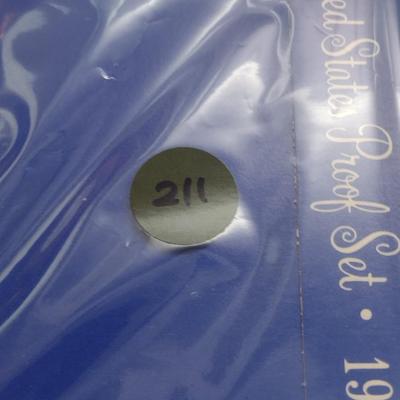 211
ed States Proof Set • 19